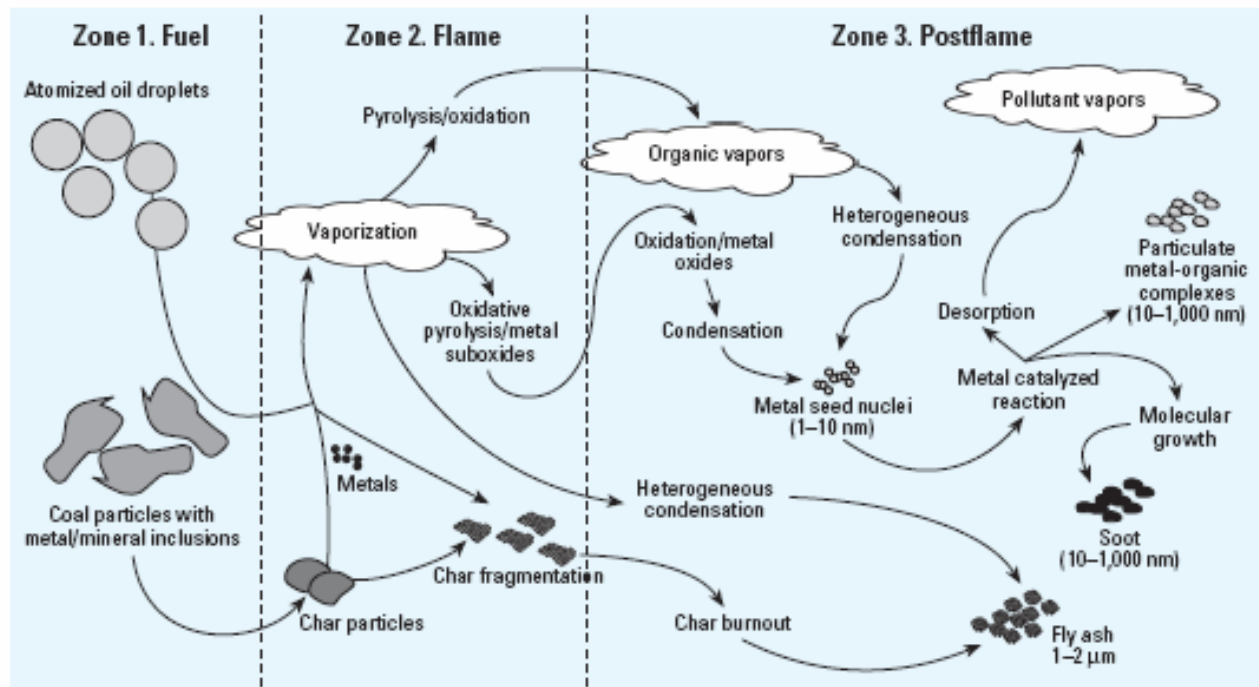 Zone 1. Fuel
Zone 2. Flame
Zone 3. Postflame
Atomized oil droplets
Coal particles with
metal/mineral inclusions
Pyrolysis/oxidation
Vaporization
Oxidative
pyrolysis/metal
suboxides
Metals
Char fragmentation
Char particles
Organic vapors
Oxidation/metal
oxides
Condensation
Heterogeneous
condensation
Metal seed nuclei
(1–10 nm)
Heterogeneous
condensation
Char burnout
Pollutant vapors
Particulate
metal-organic
complexes
(10–1,000 nm)
Desorption
Metal catalyzed
reaction
Molecular
growth
Soot
(10–1,000 nm)
Fly ash
1–2 µm